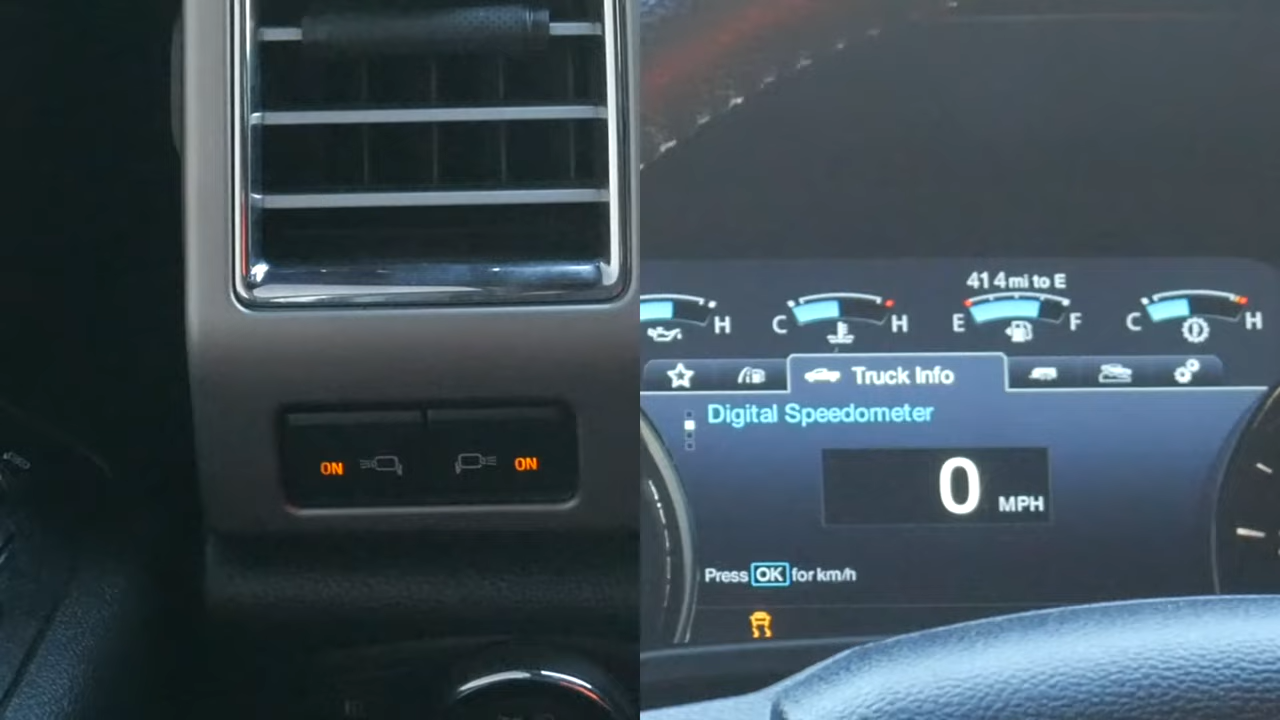 ON ON
414 mi to E
H C H E F C H
Truck Info
Digital Speedometer
0 MPH
Press OK for km/h